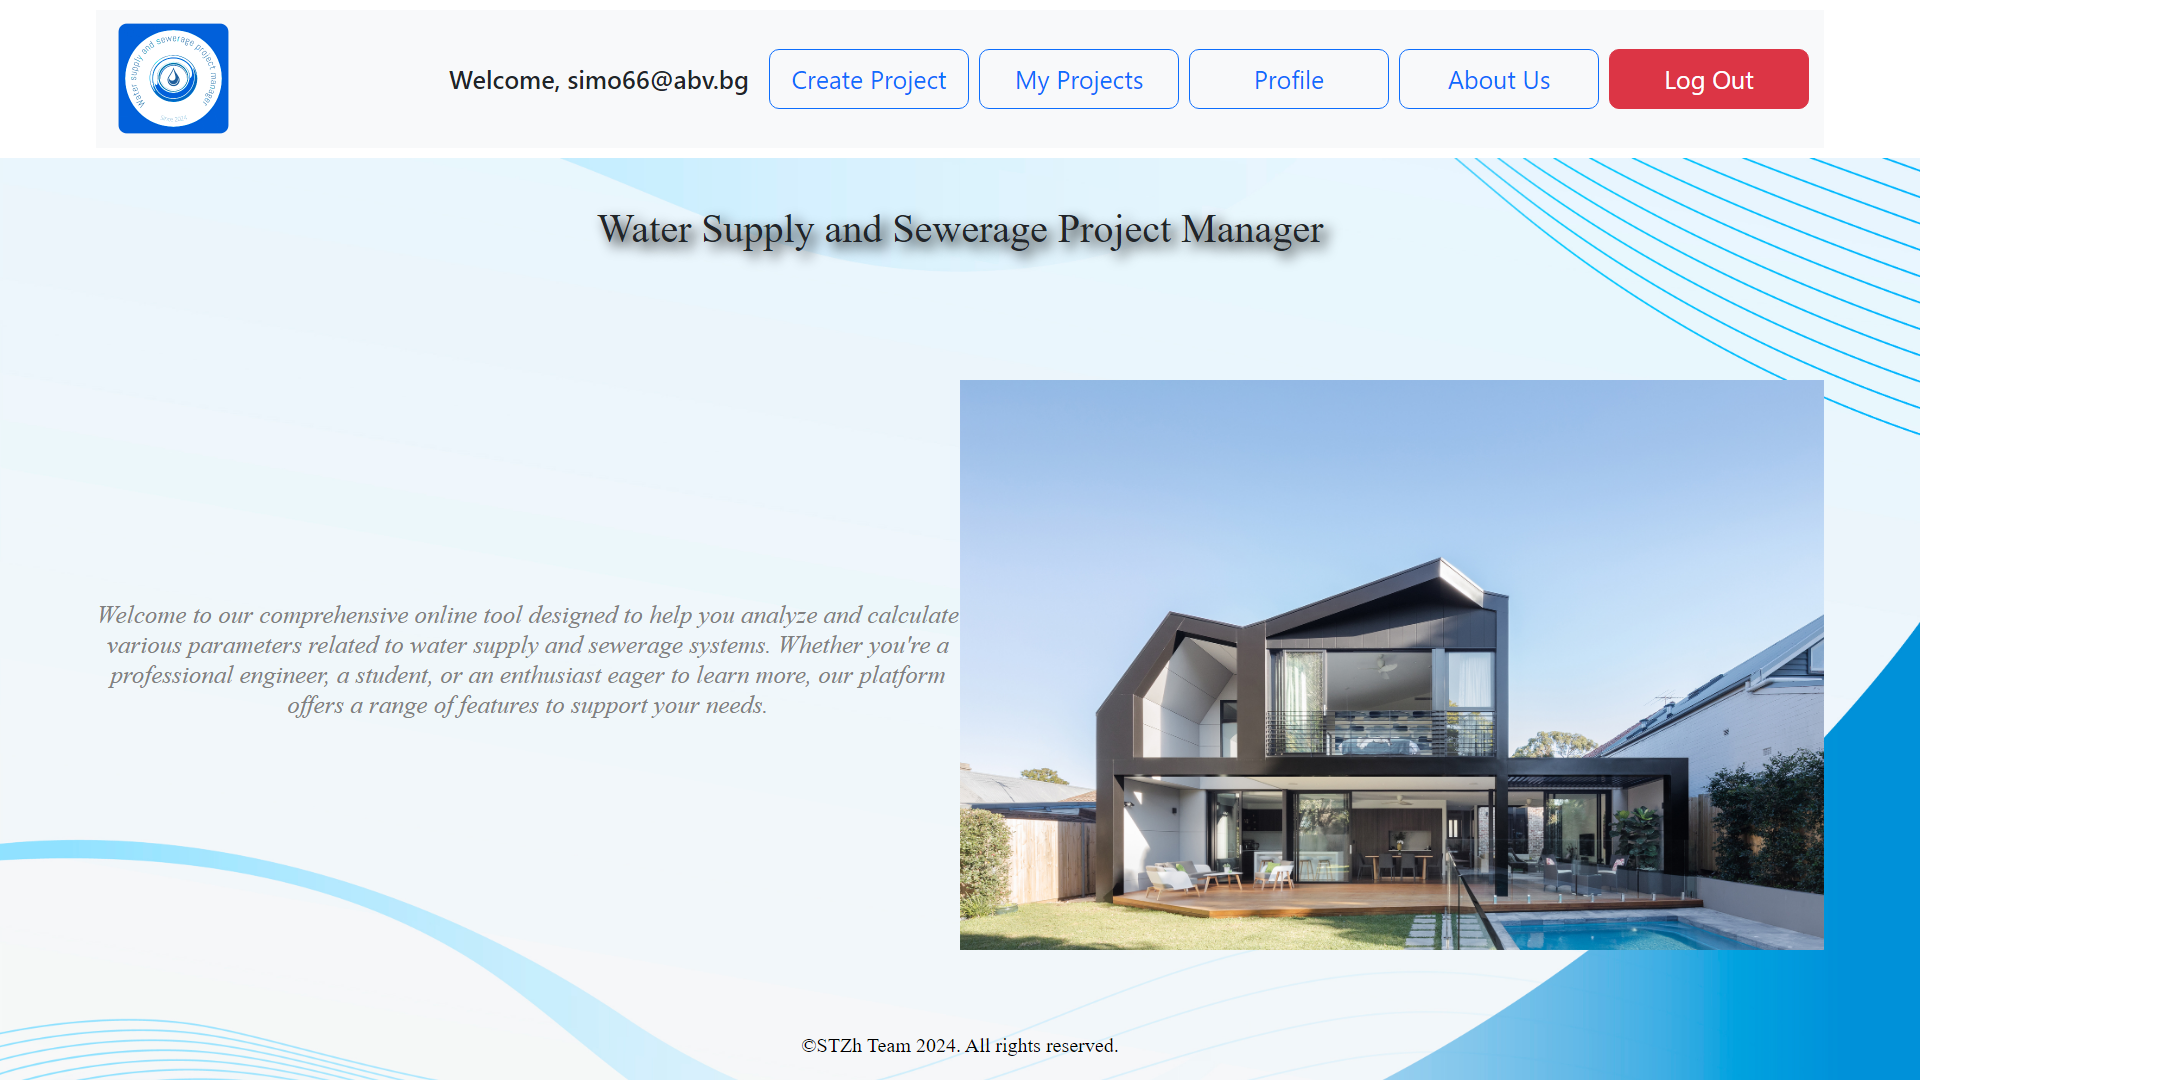 Water supply and sewerage project manager
Since 2024
Welcome, simo66@abv.bg
Create Project
My Projects
Profile
About Us
Log Out
Water Supply and Sewerage Project Manager
Welcome to our comprehensive online tool designed to help you analyze and calculate
various parameters related to water supply and sewerage systems. Whether you're a
professional engineer, a student, or an enthusiast eager to learn more, our platform
offers a range of features to support your needs.
©STZh Team 2024. All rights reserved.